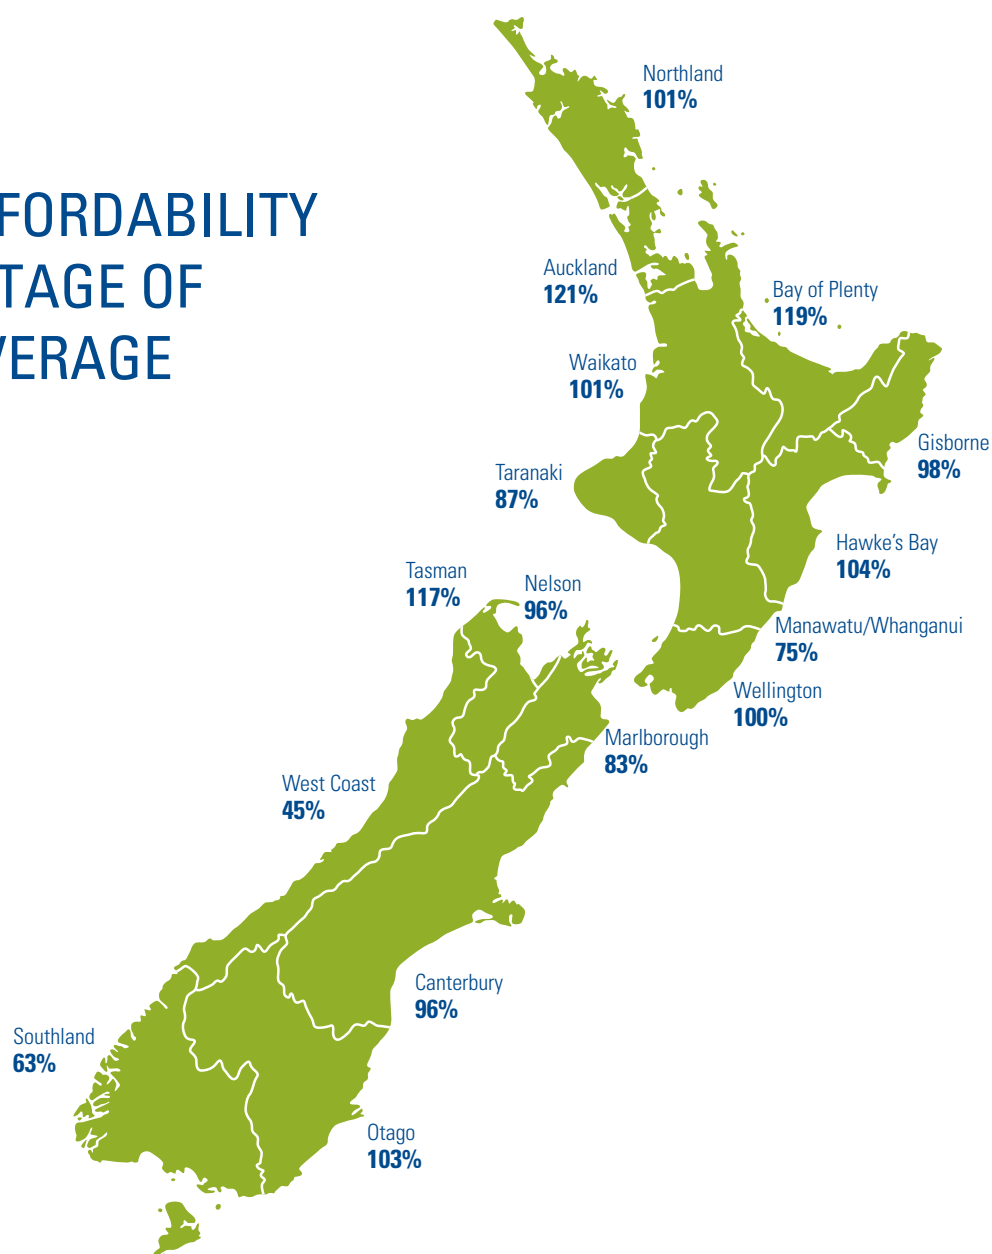 FFORDABILITY
TAGE OF
VERAGE
Northland
101%
Auckland
121%
Bay of Plenty
119%
Waikato
101%
Gisborne
98%
Taranaki
87%
Hawke's Bay
104%
Tasman
117%
Nelson
96%
Manawatu/Whanganui
75%
Wellington
100%
Marlborough
83%
West Coast
45%
Canterbury
96%
Southland
63%
Otago
103%